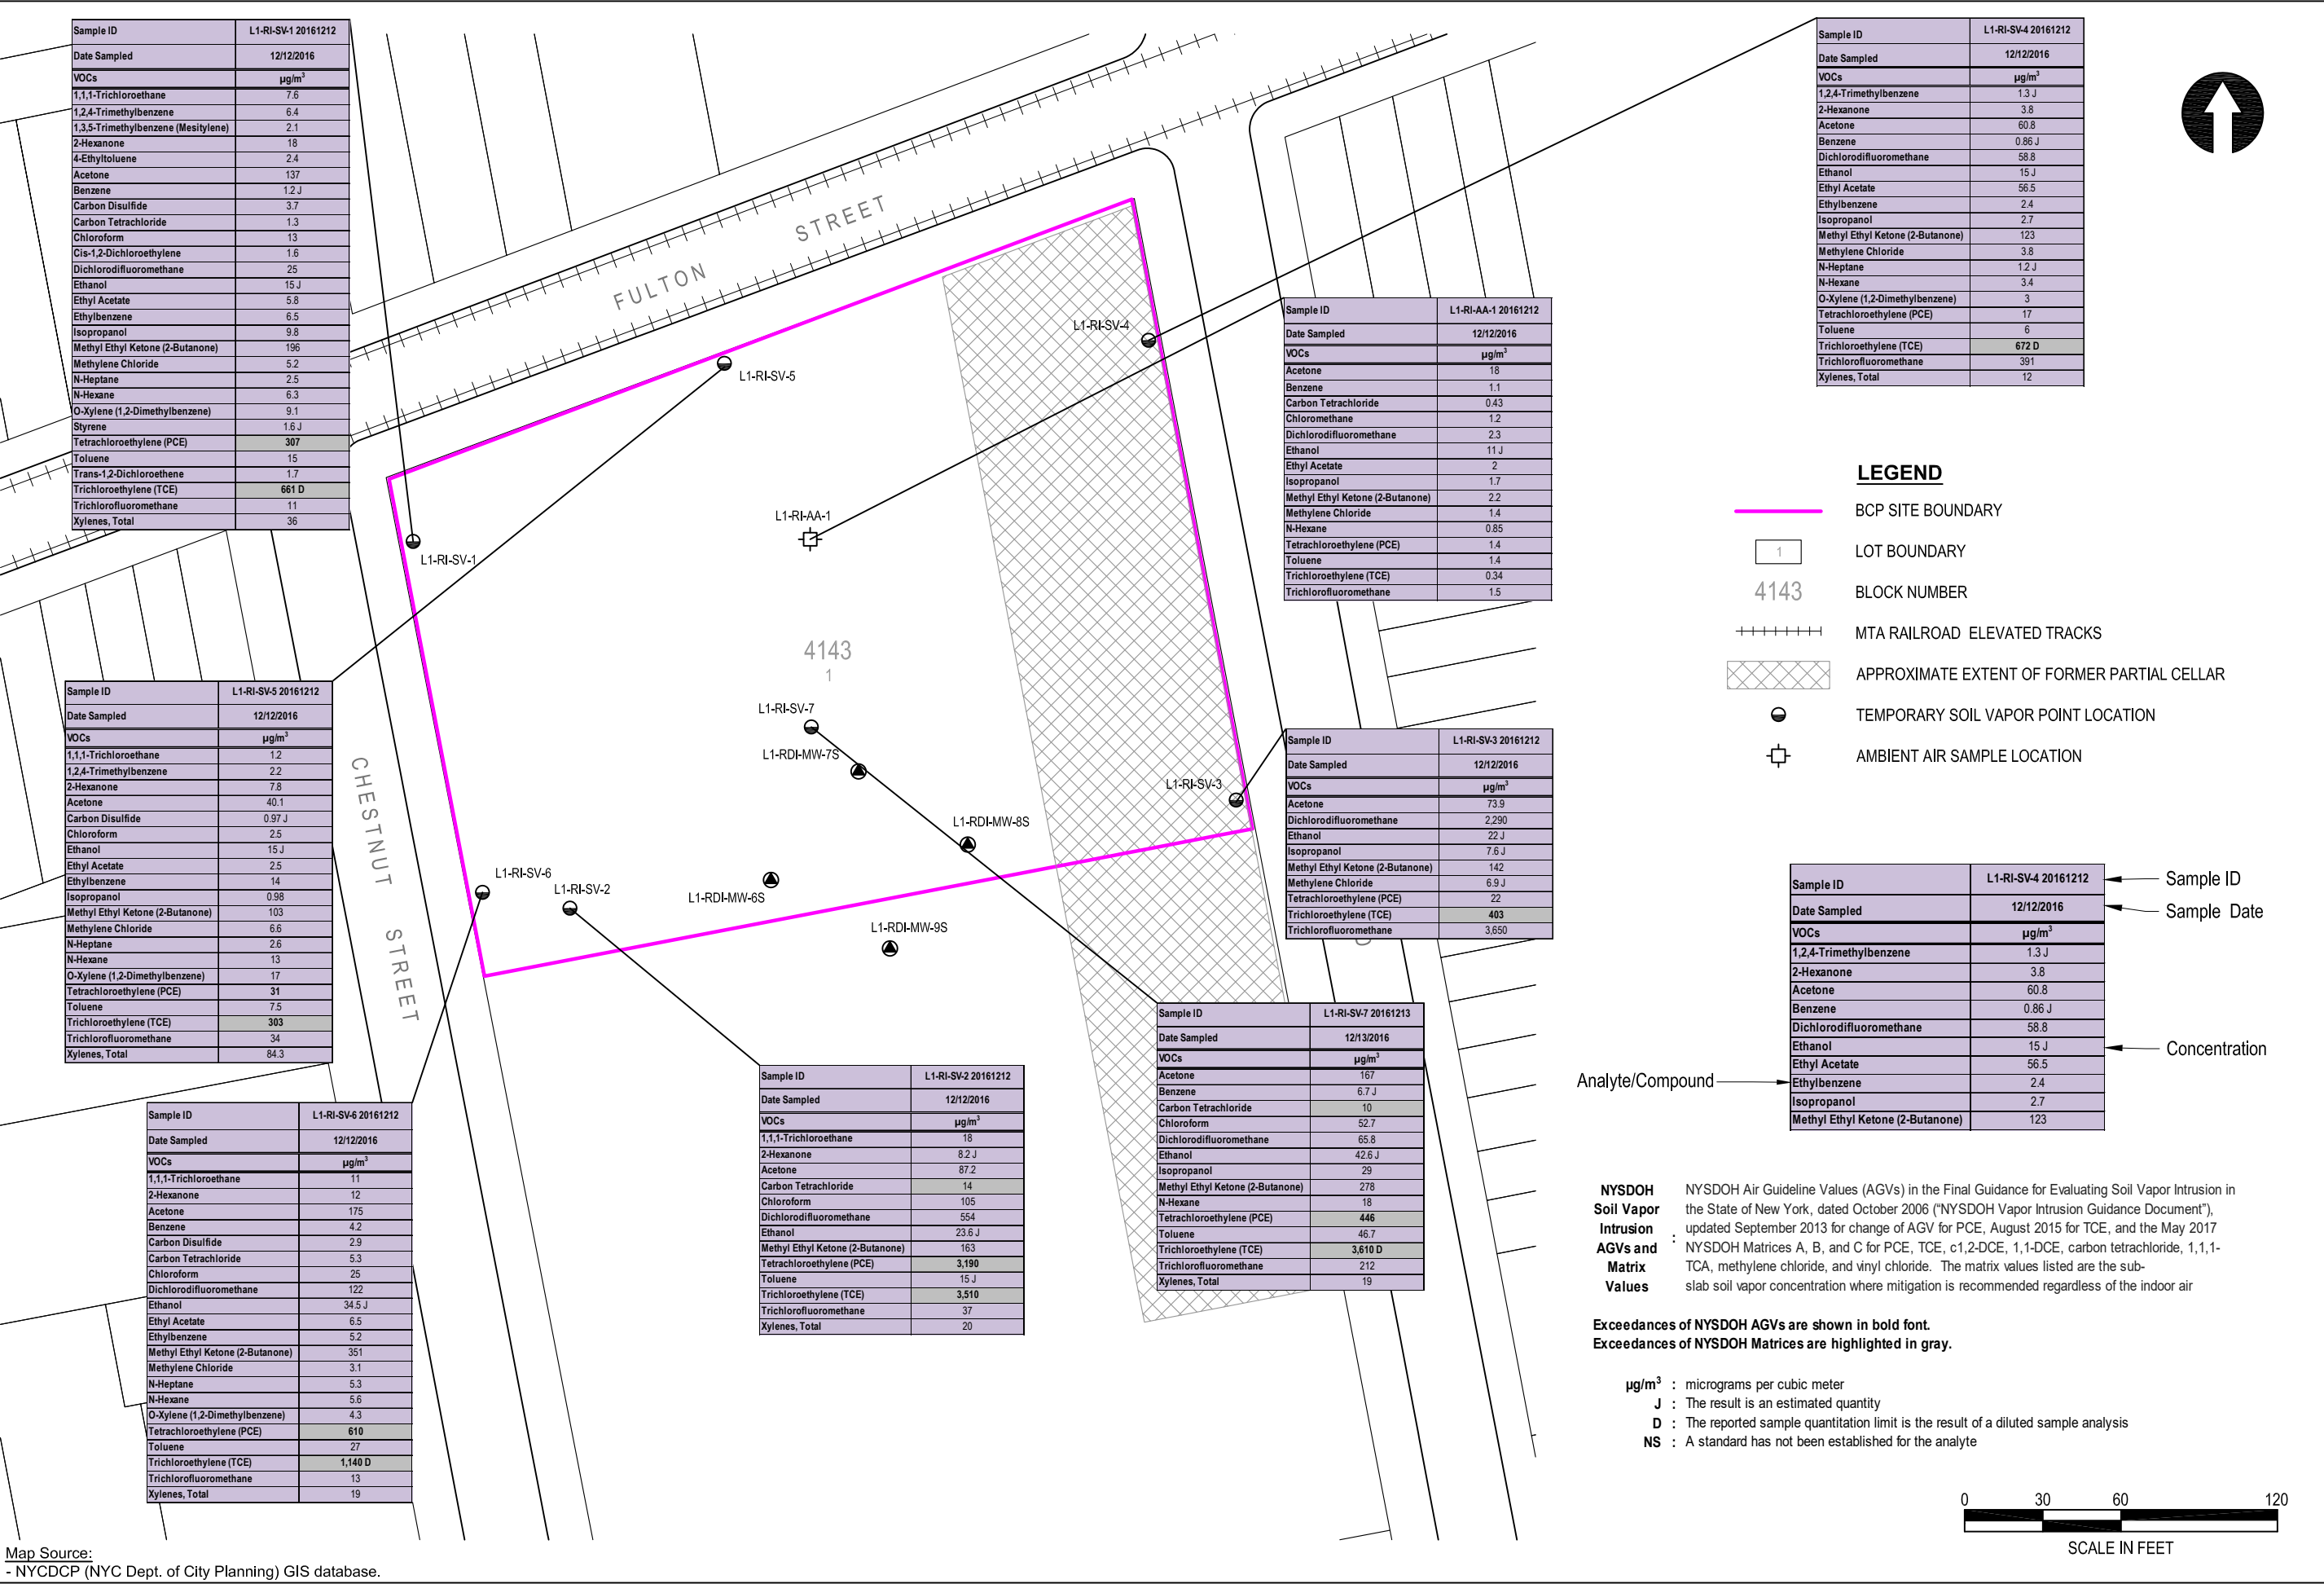 Sample ID L1-RI-SV-1 20161212
Date Sampled 12/12/2016
VOCs µg/m³
1,1,1-Trichloroethane 7.6
1,2,4-Trimethylbenzene 6.4
1,3,5-Trimethylbenzene (Mesitylene) 2.1
2-Hexanone 18
4-Ethyltoluene 2.4
Acetone 137
Benzene 1.2 J
Carbon Disulfide 3.7
Carbon Tetrachloride 1.3
Chloroform 13
Cis-1,2-Dichloroethylene 1.6
Dichlorodifluoromethane 25
Ethanol 15 J
Ethyl Acetate 5.8
Ethylbenzene 6.5
Isopropanol 9.8
Methyl Ethyl Ketone (2-Butanone) 196
Methylene Chloride 5.2
N-Heptane 2.5
N-Hexane 6.3
O-Xylene (1,2-Dimethylbenzene) 9.1
Styrene 1.6 J
Tetrachloroethylene (PCE) 307
Toluene 15
Trans-1,2-Dichloroethene 1.7
Trichloroethylene (TCE) 661 D
Trichlorofluoromethane 11
Xylenes, Total 36
Sample ID L1-RI-SV-4 20161212
Date Sampled 12/12/2016
VOCs µg/m³
1,2,4-Trimethylbenzene 1.3 J
2-Hexanone 3.8
Acetone 60.8
Benzene 0.86 J
Dichlorodifluoromethane 58.8
Ethanol 15 J
Ethyl Acetate 56.5
Ethylbenzene 2.4
Isopropanol 2.7
Methyl Ethyl Ketone (2-Butanone) 123
Methylene Chloride 3.8
N-Heptane 1.2 J
N-Hexane 3.4
O-Xylene (1,2-Dimethylbenzene) 3
Tetrachloroethylene (PCE) 17
Toluene 6
Trichloroethylene (TCE) 672 D
Trichlorofluoromethane 391
Xylenes, Total 12
FULTON STREET
L1-RI-SV-4
L1-RI-SV-5
L1-RI-AA-1
L1-RI-SV-1
Sample ID L1-RI-AA-1 20161212
Date Sampled 12/12/2016
VOCs µg/m³
Acetone 18
Benzene 1.1
Carbon Tetrachloride 0.43
Chloromethane 1.2
Dichlorodifluoromethane 2.3
Ethanol 11 J
Ethyl Acetate 2
Isopropanol 1.7
Methyl Ethyl Ketone (2-Butanone) 2.2
Methylene Chloride 1.4
N-Hexane 0.85
Tetrachloroethylene (PCE) 1.4
Toluene 1.4
Trichloroethylene (TCE) 0.34
Trichlorofluoromethane 1.5
LEGEND
BCP SITE BOUNDARY
1 LOT BOUNDARY
4143 BLOCK NUMBER
MTA RAILROAD ELEVATED TRACKS
APPROXIMATE EXTENT OF FORMER PARTIAL CELLAR
TEMPORARY SOIL VAPOR POINT LOCATION
AMBIENT AIR SAMPLE LOCATION
4143
1
L1-RI-SV-7
L1-RDI-MW-7S
L1-RI-SV-3
L1-RDI-MW-8S
L1-RI-SV-6
L1-RI-SV-2
L1-RDI-MW-6S
L1-RDI-MW-9S
CHESTNUT STREET
Sample ID L1-RI-SV-5 20161212
Date Sampled 12/12/2016
VOCs µg/m³
1,1,1-Trichloroethane 1.2
1,2,4-Trimethylbenzene 2.2
2-Hexanone 7.8
Acetone 40.1
Carbon Disulfide 0.97 J
Chloroform 2.5
Ethanol 15 J
Ethyl Acetate 2.5
Ethylbenzene 14
Isopropanol 0.98
Methyl Ethyl Ketone (2-Butanone) 103
Methylene Chloride 6.6
N-Heptane 2.6
N-Hexane 13
O-Xylene (1,2-Dimethylbenzene) 17
Tetrachloroethylene (PCE) 31
Toluene 7.5
Trichloroethylene (TCE) 303
Trichlorofluoromethane 34
Xylenes, Total 84.3
Sample ID L1-RI-SV-3 20161212
Date Sampled 12/12/2016
VOCs µg/m³
Acetone 73.9
Dichlorodifluoromethane 2,290
Ethanol 22 J
Isopropanol 7.6 J
Methyl Ethyl Ketone (2-Butanone) 142
Methylene Chloride 6.9 J
Tetrachloroethylene (PCE) 22
Trichloroethylene (TCE) 403
Trichlorofluoromethane 3,650
Sample ID L1-RI-SV-4 20161212 Sample ID
Date Sampled 12/12/2016 Sample Date
VOCs µg/m³
1,2,4-Trimethylbenzene 1.3 J
2-Hexanone 3.8
Acetone 60.8
Benzene 0.86 J
Dichlorodifluoromethane 58.8
Ethanol 15 J Concentration
Ethyl Acetate 56.5
Analyte/Compound Ethylbenzene 2.4
Isopropanol 2.7
Methyl Ethyl Ketone (2-Butanone) 123
Sample ID L1-RI-SV-6 20161212
Date Sampled 12/12/2016
VOCs µg/m³
1,1,1-Trichloroethane 11
2-Hexanone 12
Acetone 175
Benzene 4.2
Carbon Disulfide 2.9
Carbon Tetrachloride 5.3
Chloroform 25
Dichlorodifluoromethane 122
Ethanol 34.5 J
Ethyl Acetate 6.5
Ethylbenzene 5.2
Methyl Ethyl Ketone (2-Butanone) 351
Methylene Chloride 3.1
N-Heptane 5.3
N-Hexane 5.6
O-Xylene (1,2-Dimethylbenzene) 4.3
Tetrachloroethylene (PCE) 610
Toluene 27
Trichloroethylene (TCE) 1,140 D
Trichlorofluoromethane 13
Xylenes, Total 19
Sample ID L1-RI-SV-2 20161212
Date Sampled 12/12/2016
VOCs µg/m³
1,1,1-Trichloroethane 18
2-Hexanone 8.2 J
Acetone 87.2
Carbon Tetrachloride 14
Chloroform 105
Dichlorodifluoromethane 554
Ethanol 23.6 J
Methyl Ethyl Ketone (2-Butanone) 163
Tetrachloroethylene (PCE) 3,190
Toluene 15 J
Trichloroethylene (TCE) 3,510
Trichlorofluoromethane 37
Xylenes, Total 20
Sample ID L1-RI-SV-7 20161213
Date Sampled 12/13/2016
VOCs µg/m³
Acetone 167
Benzene 6.7 J
Carbon Tetrachloride 10
Chloroform 52.7
Dichlorodifluoromethane 65.8
Ethanol 42.6 J
Isopropanol 29
Methyl Ethyl Ketone (2-Butanone) 278
N-Hexane 18
Tetrachloroethylene (PCE) 446
Toluene 46.7
Trichloroethylene (TCE) 3,610 D
Trichlorofluoromethane 212
Xylenes, Total 19
NYSDOH Soil Vapor Intrusion AGVs and Matrix Values :
NYSDOH Air Guideline Values (AGVs) in the Final Guidance for Evaluating Soil Vapor Intrusion in
the State of New York, dated October 2006 ("NYSDOH Vapor Intrusion Guidance Document"),
updated September 2013 for change of AGV for PCE, August 2015 for TCE, and the May 2017
NYSDOH Matrices A, B, and C for PCE, TCE, c1,2-DCE, 1,1-DCE, carbon tetrachloride, 1,1,1-
TCA, methylene chloride, and vinyl chloride. The matrix values listed are the sub-
slab soil vapor concentration where mitigation is recommended regardless of the indoor air
Exceedances of NYSDOH AGVs are shown in bold font.
Exceedances of NYSDOH Matrices are highlighted in gray.
µg/m³ : micrograms per cubic meter
J : The result is an estimated quantity
D : The reported sample quantitation limit is the result of a diluted sample analysis
NS : A standard has not been established for the analyte
0 30 60 120
SCALE IN FEET
Map Source:
- NYCDCP (NYC Dept. of City Planning) GIS database.